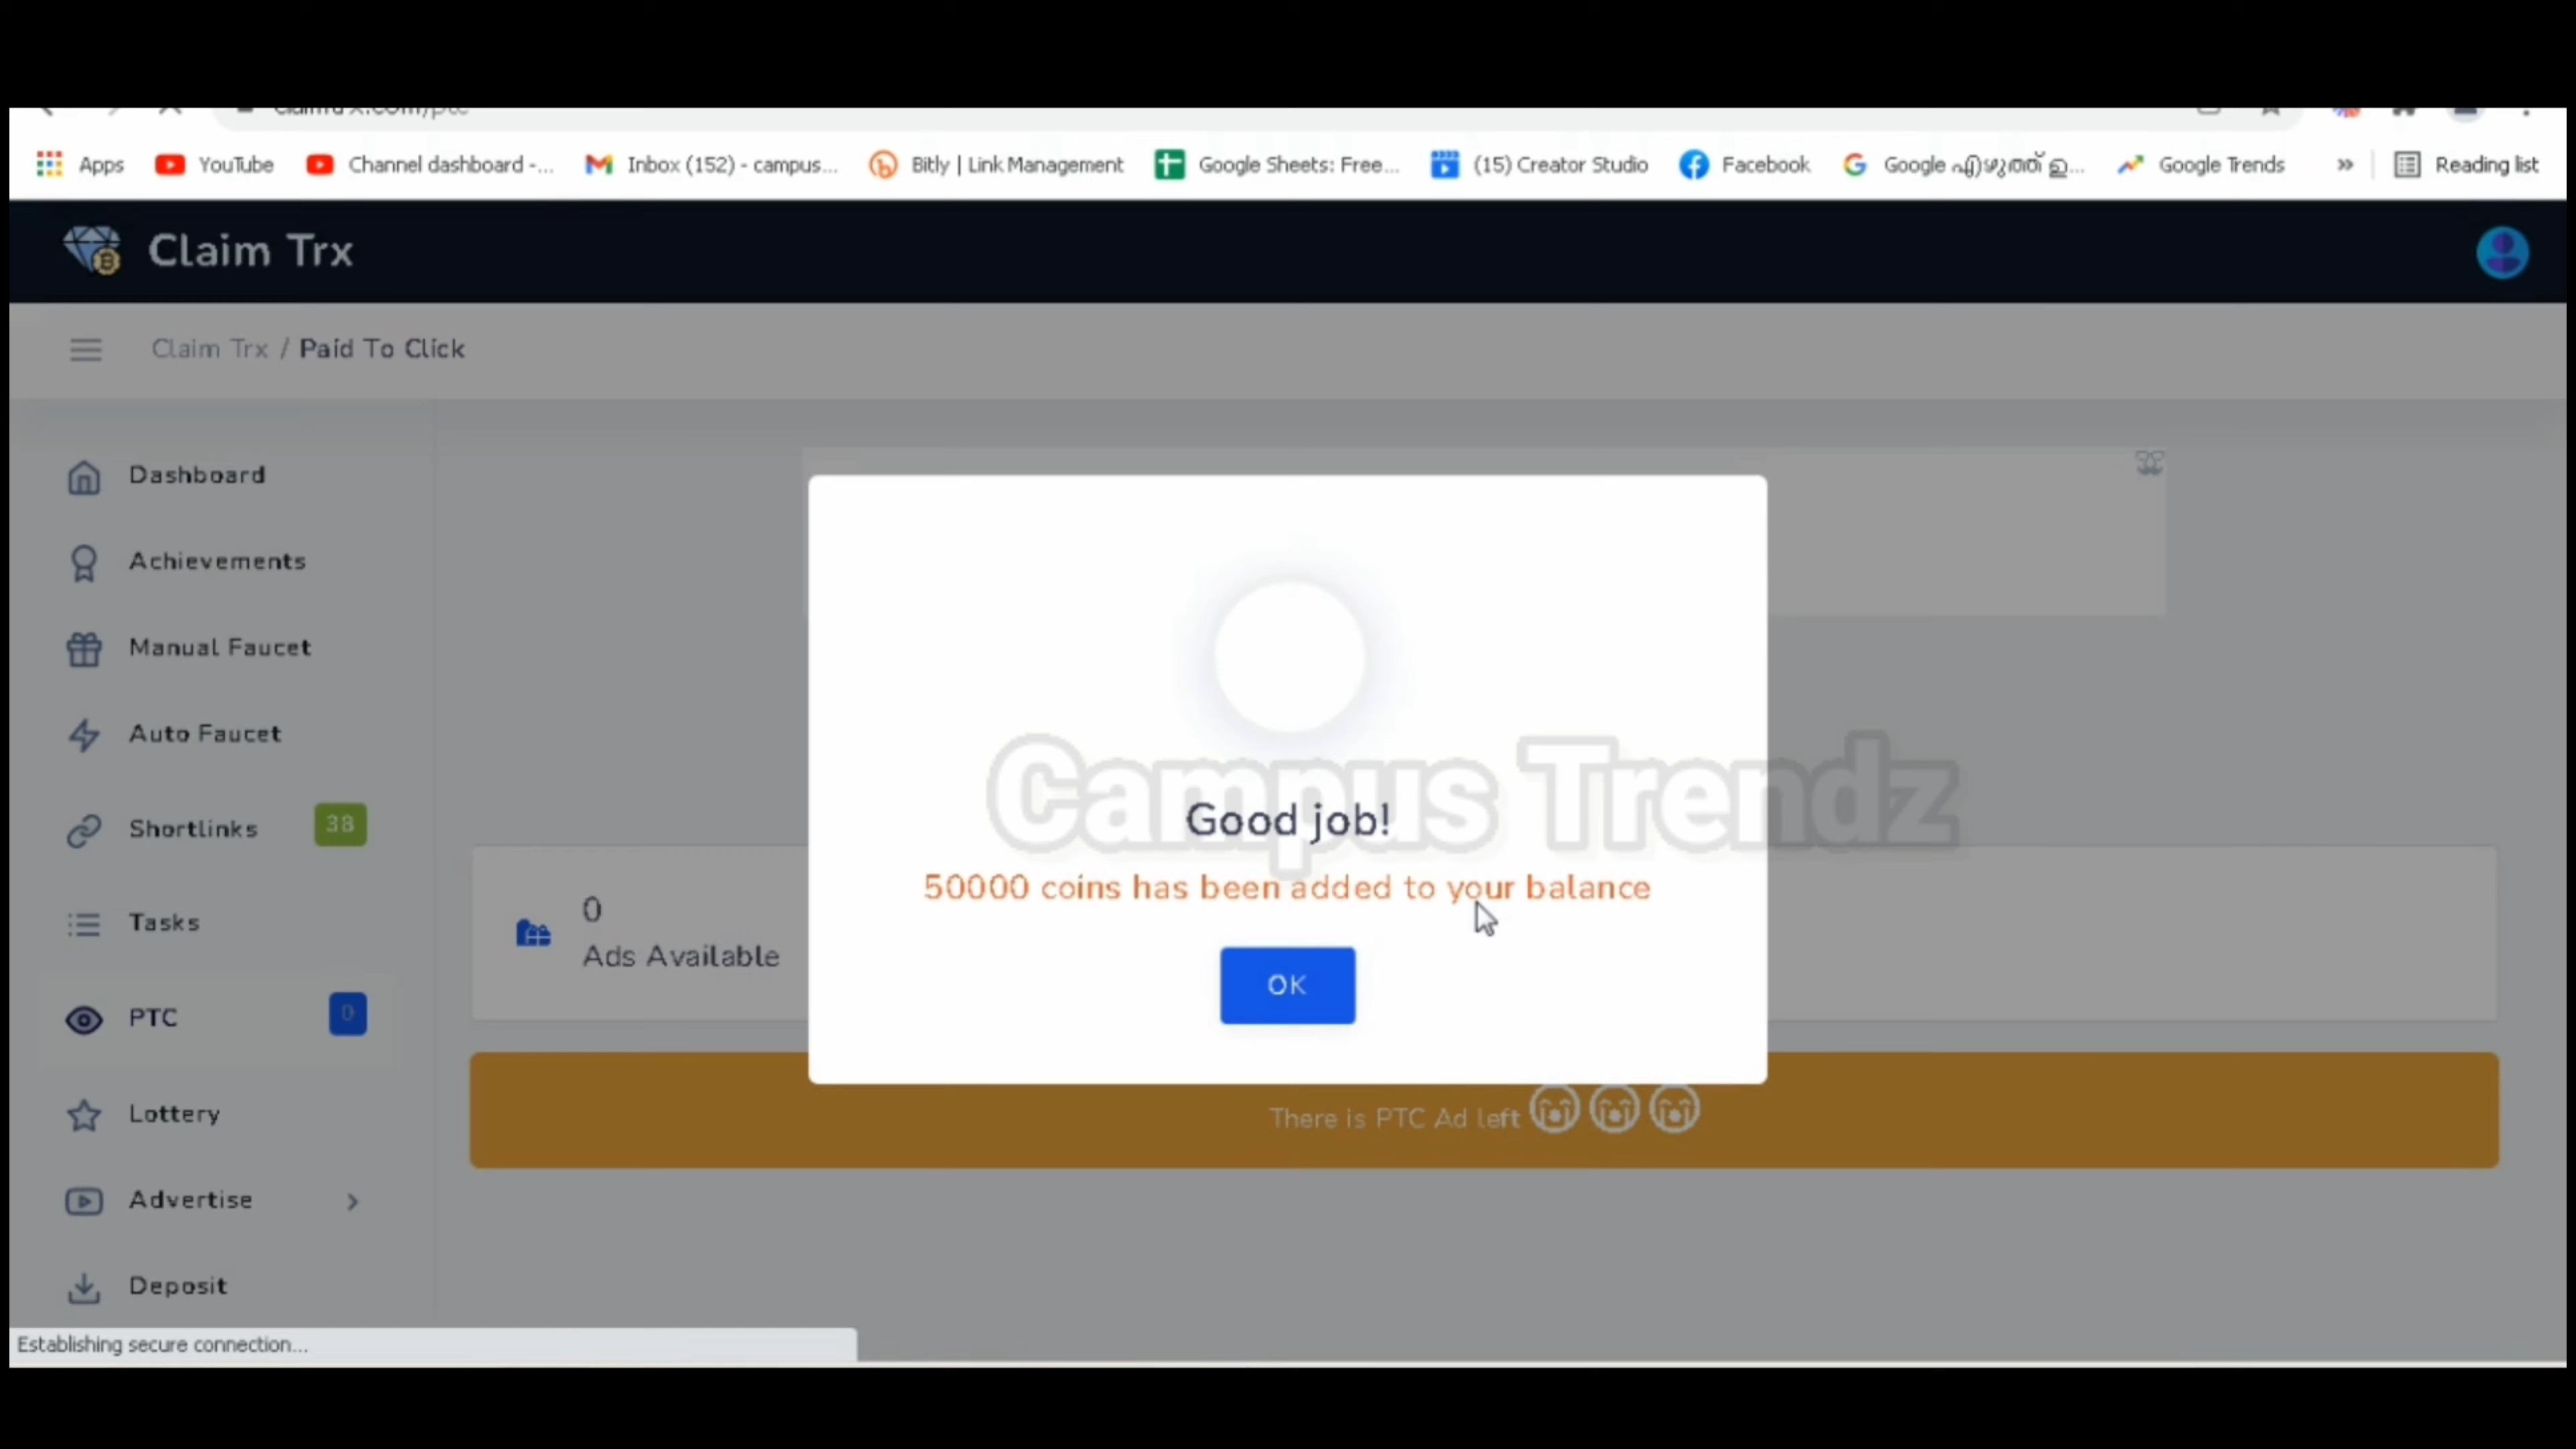 Apps YouTube Channel dashboard -... Inbox (152) - campus... Bitly | Link Management Google Sheets: Free... (15) Creator Studio Facebook Google എഴുത്ത് ഉ... Google Trends » Reading list
Claim Trx
Claim Trx / Paid To Click
Dashboard
Achievements
Manual Faucet
Auto Faucet
Shortlinks 38
Tasks
PTC 0
Lottery
Advertise
Deposit
0
Ads Available
Campus Trendz
Good job!
50000 coins has been added to your balance
OK
There is PTC Ad left
Establishing secure connection...